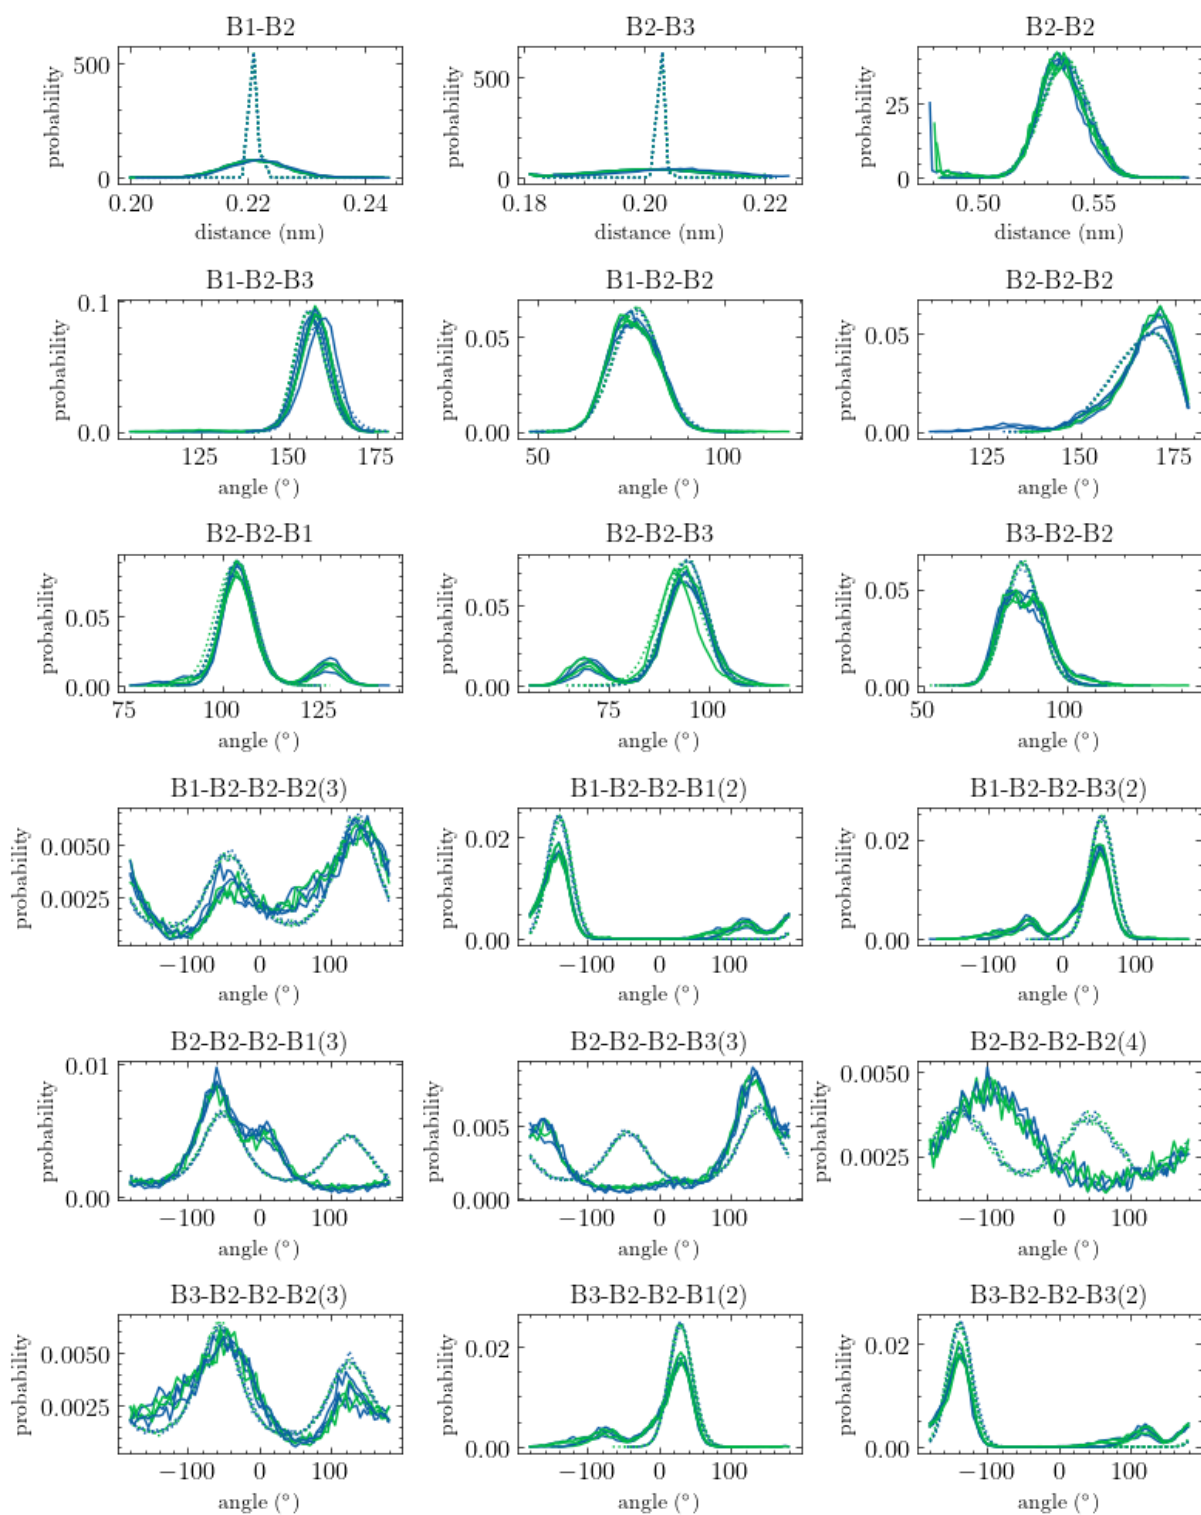 B1-B2
B2-B3
B2-B2
probability
500
0
0.20
0.22
0.24
distance (nm)
probability
500
0
0.18
0.20
0.22
distance (nm)
probability
25
0
0.50
0.55
distance (nm)
B1-B2-B3
B1-B2-B2
B2-B2-B2
probability
0.1
0.0
125
150
175
angle (°)
probability
0.05
0.00
50
100
angle (°)
probability
0.05
0.00
125
150
175
angle (°)
B2-B2-B1
B2-B2-B3
B3-B2-B2
probability
0.05
0.00
75
100
125
angle (°)
probability
0.05
0.00
75
100
angle (°)
probability
0.05
0.00
50
100
angle (°)
B1-B2-B2-B2(3)
B1-B2-B2-B1(2)
B1-B2-B2-B3(2)
probability
0.0050
0.0025
−100
0
100
angle (°)
probability
0.02
0.00
−100
0
100
angle (°)
probability
0.02
0.00
−100
0
100
angle (°)
B2-B2-B2-B1(3)
B2-B2-B2-B3(3)
B2-B2-B2-B2(4)
probability
0.01
0.00
−100
0
100
angle (°)
probability
0.005
0.000
−100
0
100
angle (°)
probability
0.0050
0.0025
−100
0
100
angle (°)
B3-B2-B2-B2(3)
B3-B2-B2-B1(2)
B3-B2-B2-B3(2)
probability
0.0050
0.0025
−100
0
100
angle (°)
probability
0.02
0.00
−100
0
100
angle (°)
probability
0.02
0.00
−100
0
100
angle (°)